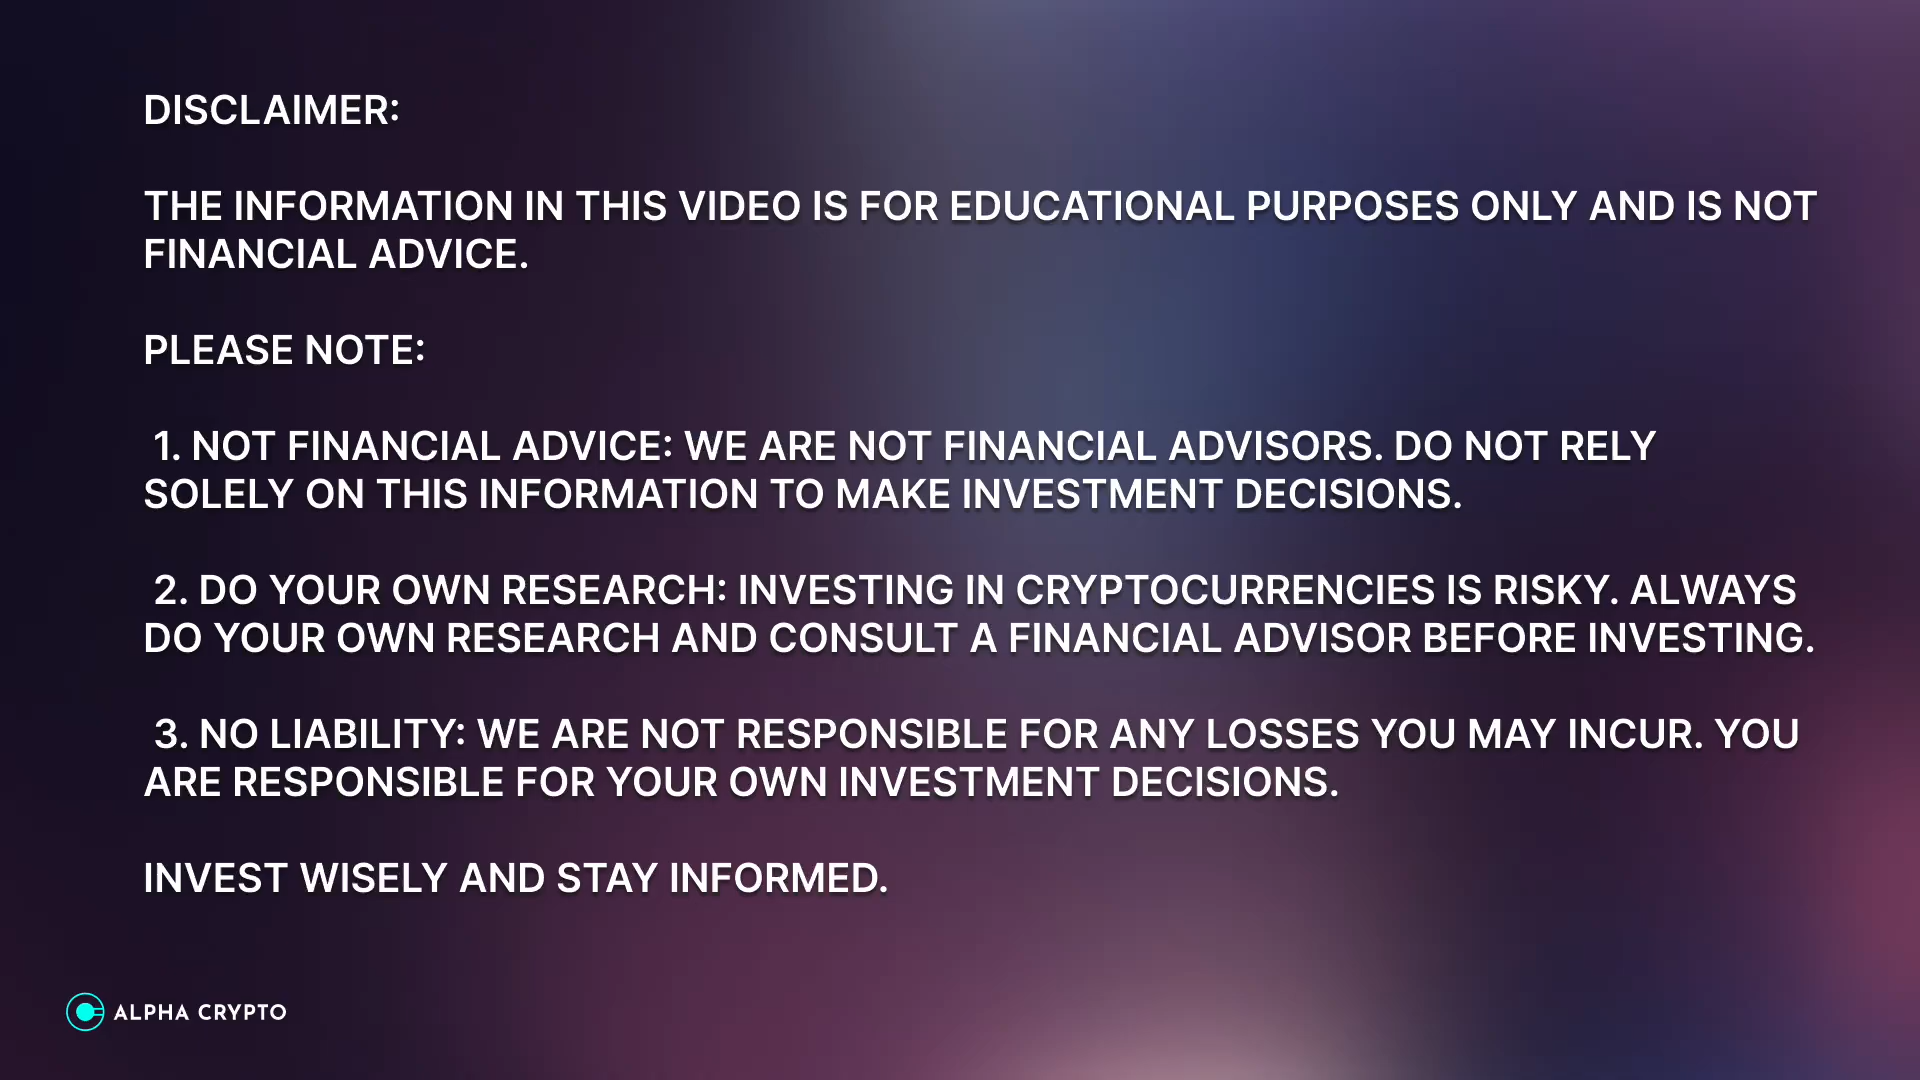 DISCLAIMER:
THE INFORMATION IN THIS VIDEO IS FOR EDUCATIONAL PURPOSES ONLY AND IS NOT
FINANCIAL ADVICE.
PLEASE NOTE:
1. NOT FINANCIAL ADVICE: WE ARE NOT FINANCIAL ADVISORS. DO NOT RELY
SOLELY ON THIS INFORMATION TO MAKE INVESTMENT DECISIONS.
2. DO YOUR OWN RESEARCH: INVESTING IN CRYPTOCURRENCIES IS RISKY. ALWAYS
DO YOUR OWN RESEARCH AND CONSULT A FINANCIAL ADVISOR BEFORE INVESTING.
3. NO LIABILITY: WE ARE NOT RESPONSIBLE FOR ANY LOSSES YOU MAY INCUR. YOU
ARE RESPONSIBLE FOR YOUR OWN INVESTMENT DECISIONS.
INVEST WISELY AND STAY INFORMED.
ALPHA CRYPTO